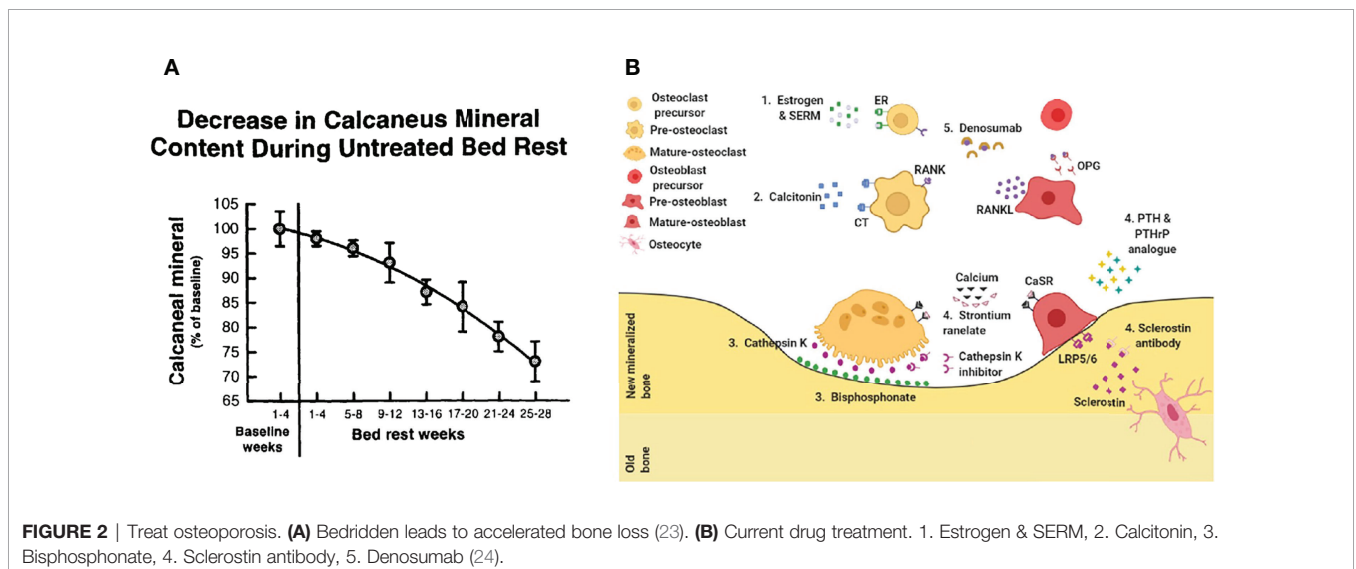 A
Decrease in Calcaneus Mineral
Content During Untreated Bed Rest
Calcaneal mineral
(% of baseline)
105
100
95
90
85
80
75
70
65
1-4
1-4
5-8
9-12
13-16
17-20
21-24
25-28
Baseline
weeks
Bed rest weeks
B
Osteoclast
precursor
Pre-osteoclast
Mature-osteoclast
Osteoblast
precursor
Pre-osteoblast
Mature-osteoblast
Osteocyte
1. Estrogen
& SERM
ER
5. Denosumab
OPG
RANK
2. Calcitonin
CT
RANKL
4. PTH &
PTHrP
analogue
Calcium
CaSR
4. Strontium
ranelate
3. Cathepsin K
Cathepsin K
inhibitor
LRP5/6
4. Sclerostin
antibody
3. Bisphosphonate
Sclerostin
New mineralized
bone
Old
bone
FIGURE 2 | Treat osteoporosis. (A) Bedridden leads to accelerated bone loss (23). (B) Current drug treatment. 1. Estrogen & SERM, 2. Calcitonin, 3.
Bisphosphonate, 4. Sclerostin antibody, 5. Denosumab (24).